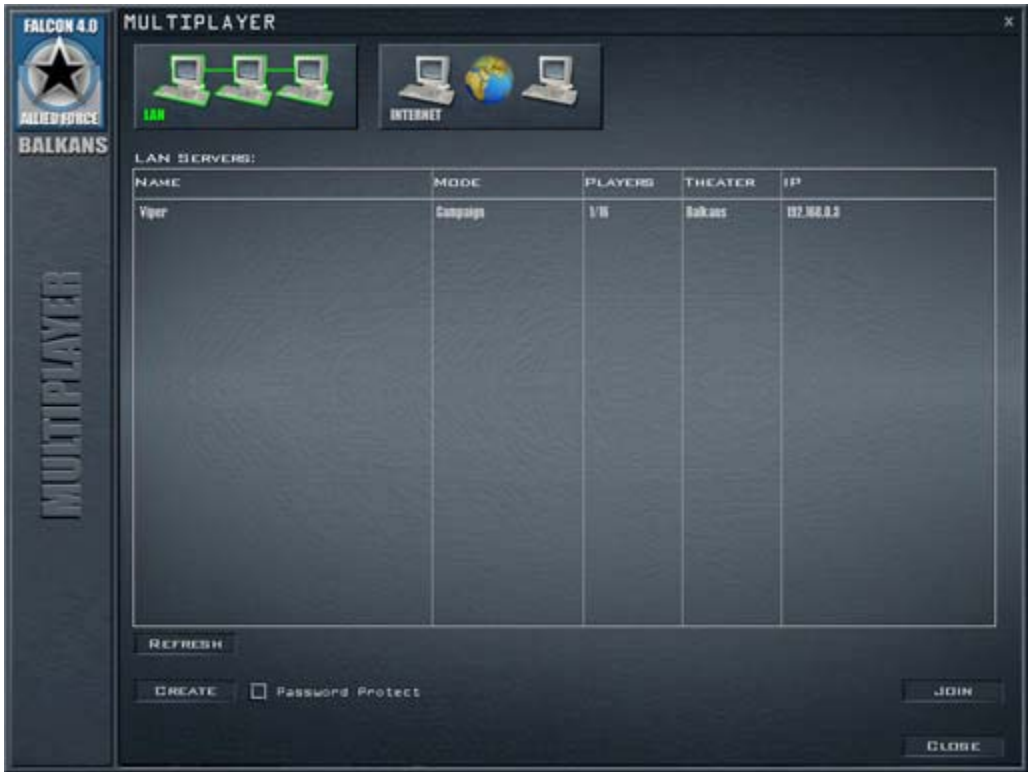 FALCON 4.0
ALLIED FORCE
BALKANS
MULTIPLAYER
MULTIPLAYER
x
LAN
INTERNET
LAN SERVERS:
NAME MODE PLAYERS THEATER IP
Viper Campaign 1/16 Balkans 192.168.0.3
REFRESH
CREATE Password Protect
JOIN
CLOSE